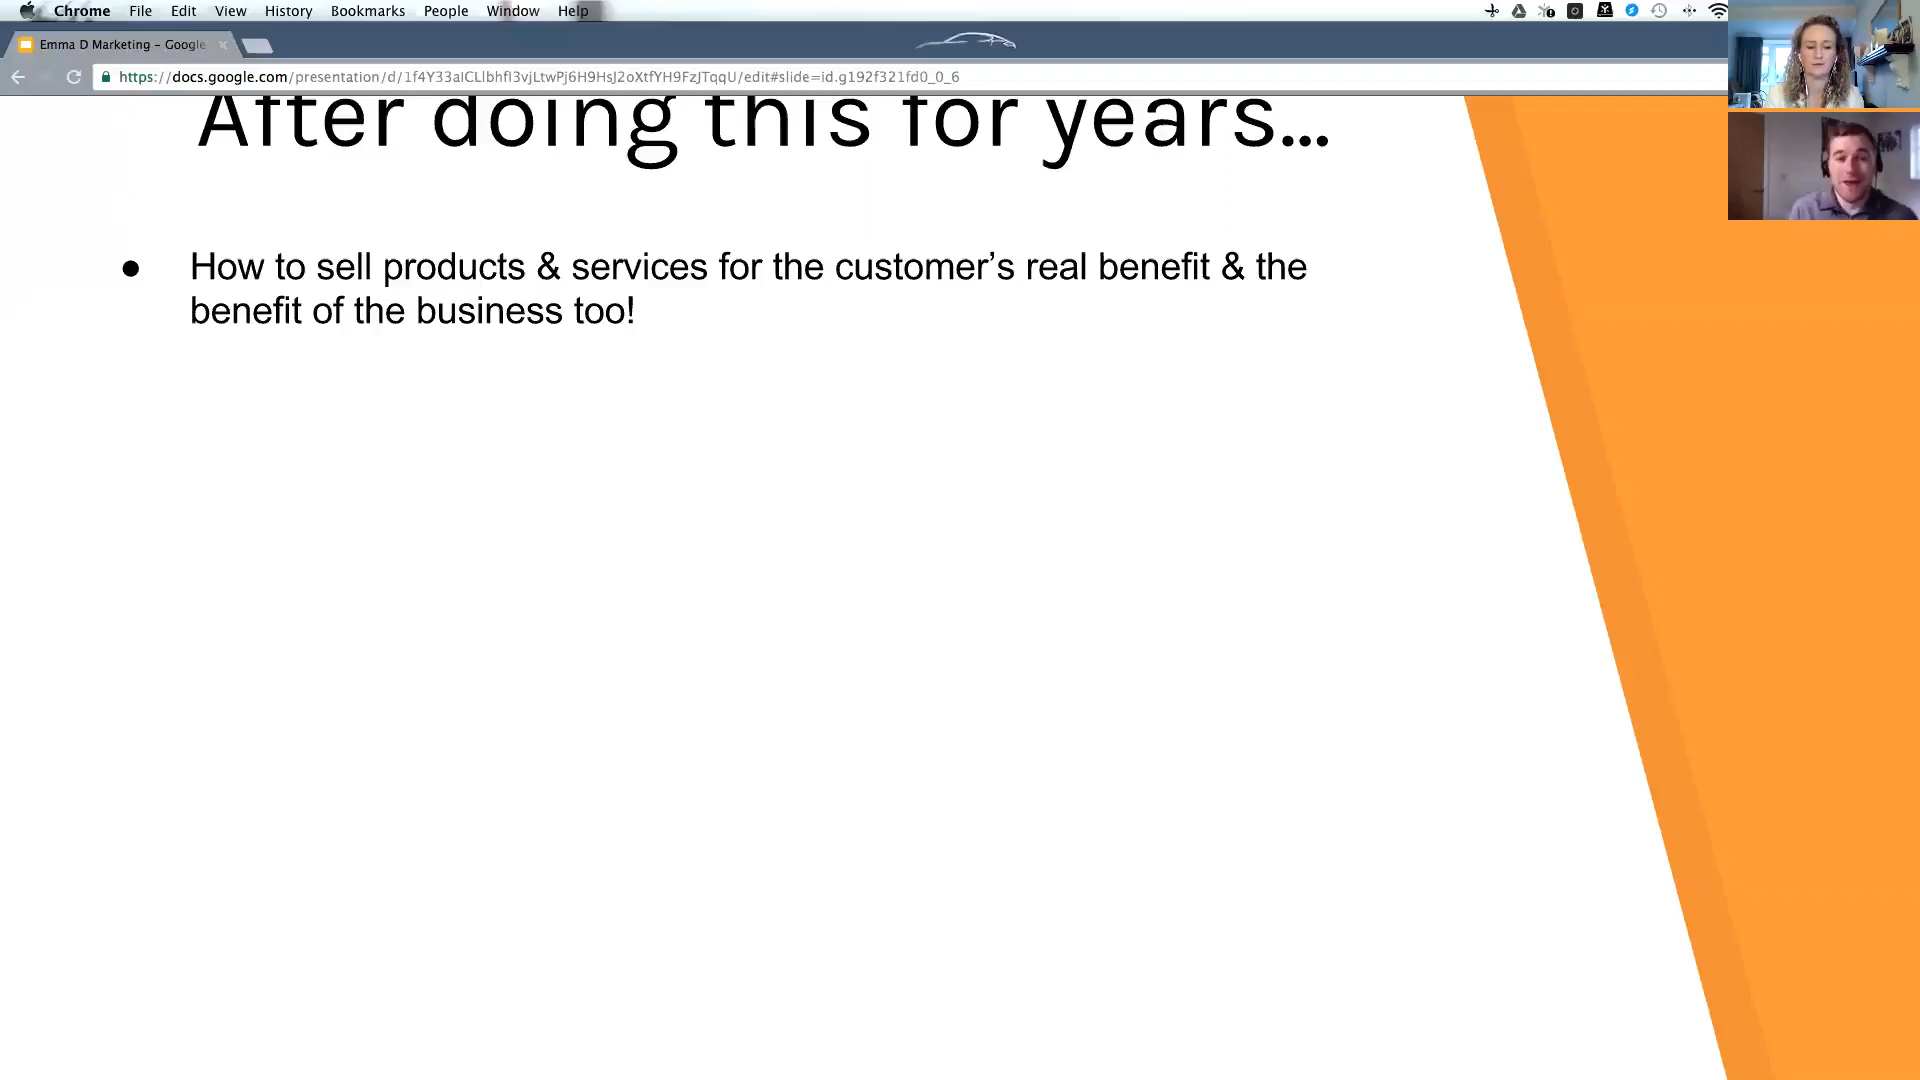 Chrome File Edit View History Bookmarks People Window Help
Emma D Marketing – Google
https://docs.google.com/presentation/d/1f4Y33alCLlbhfI3vjLtwPj6H9HsJ2oXtfYH9FzJTqqU/edit#slide=id.g192f321fd0_0_6
After doing this for years...
● How to sell products & services for the customer’s real benefit & the
benefit of the business too!